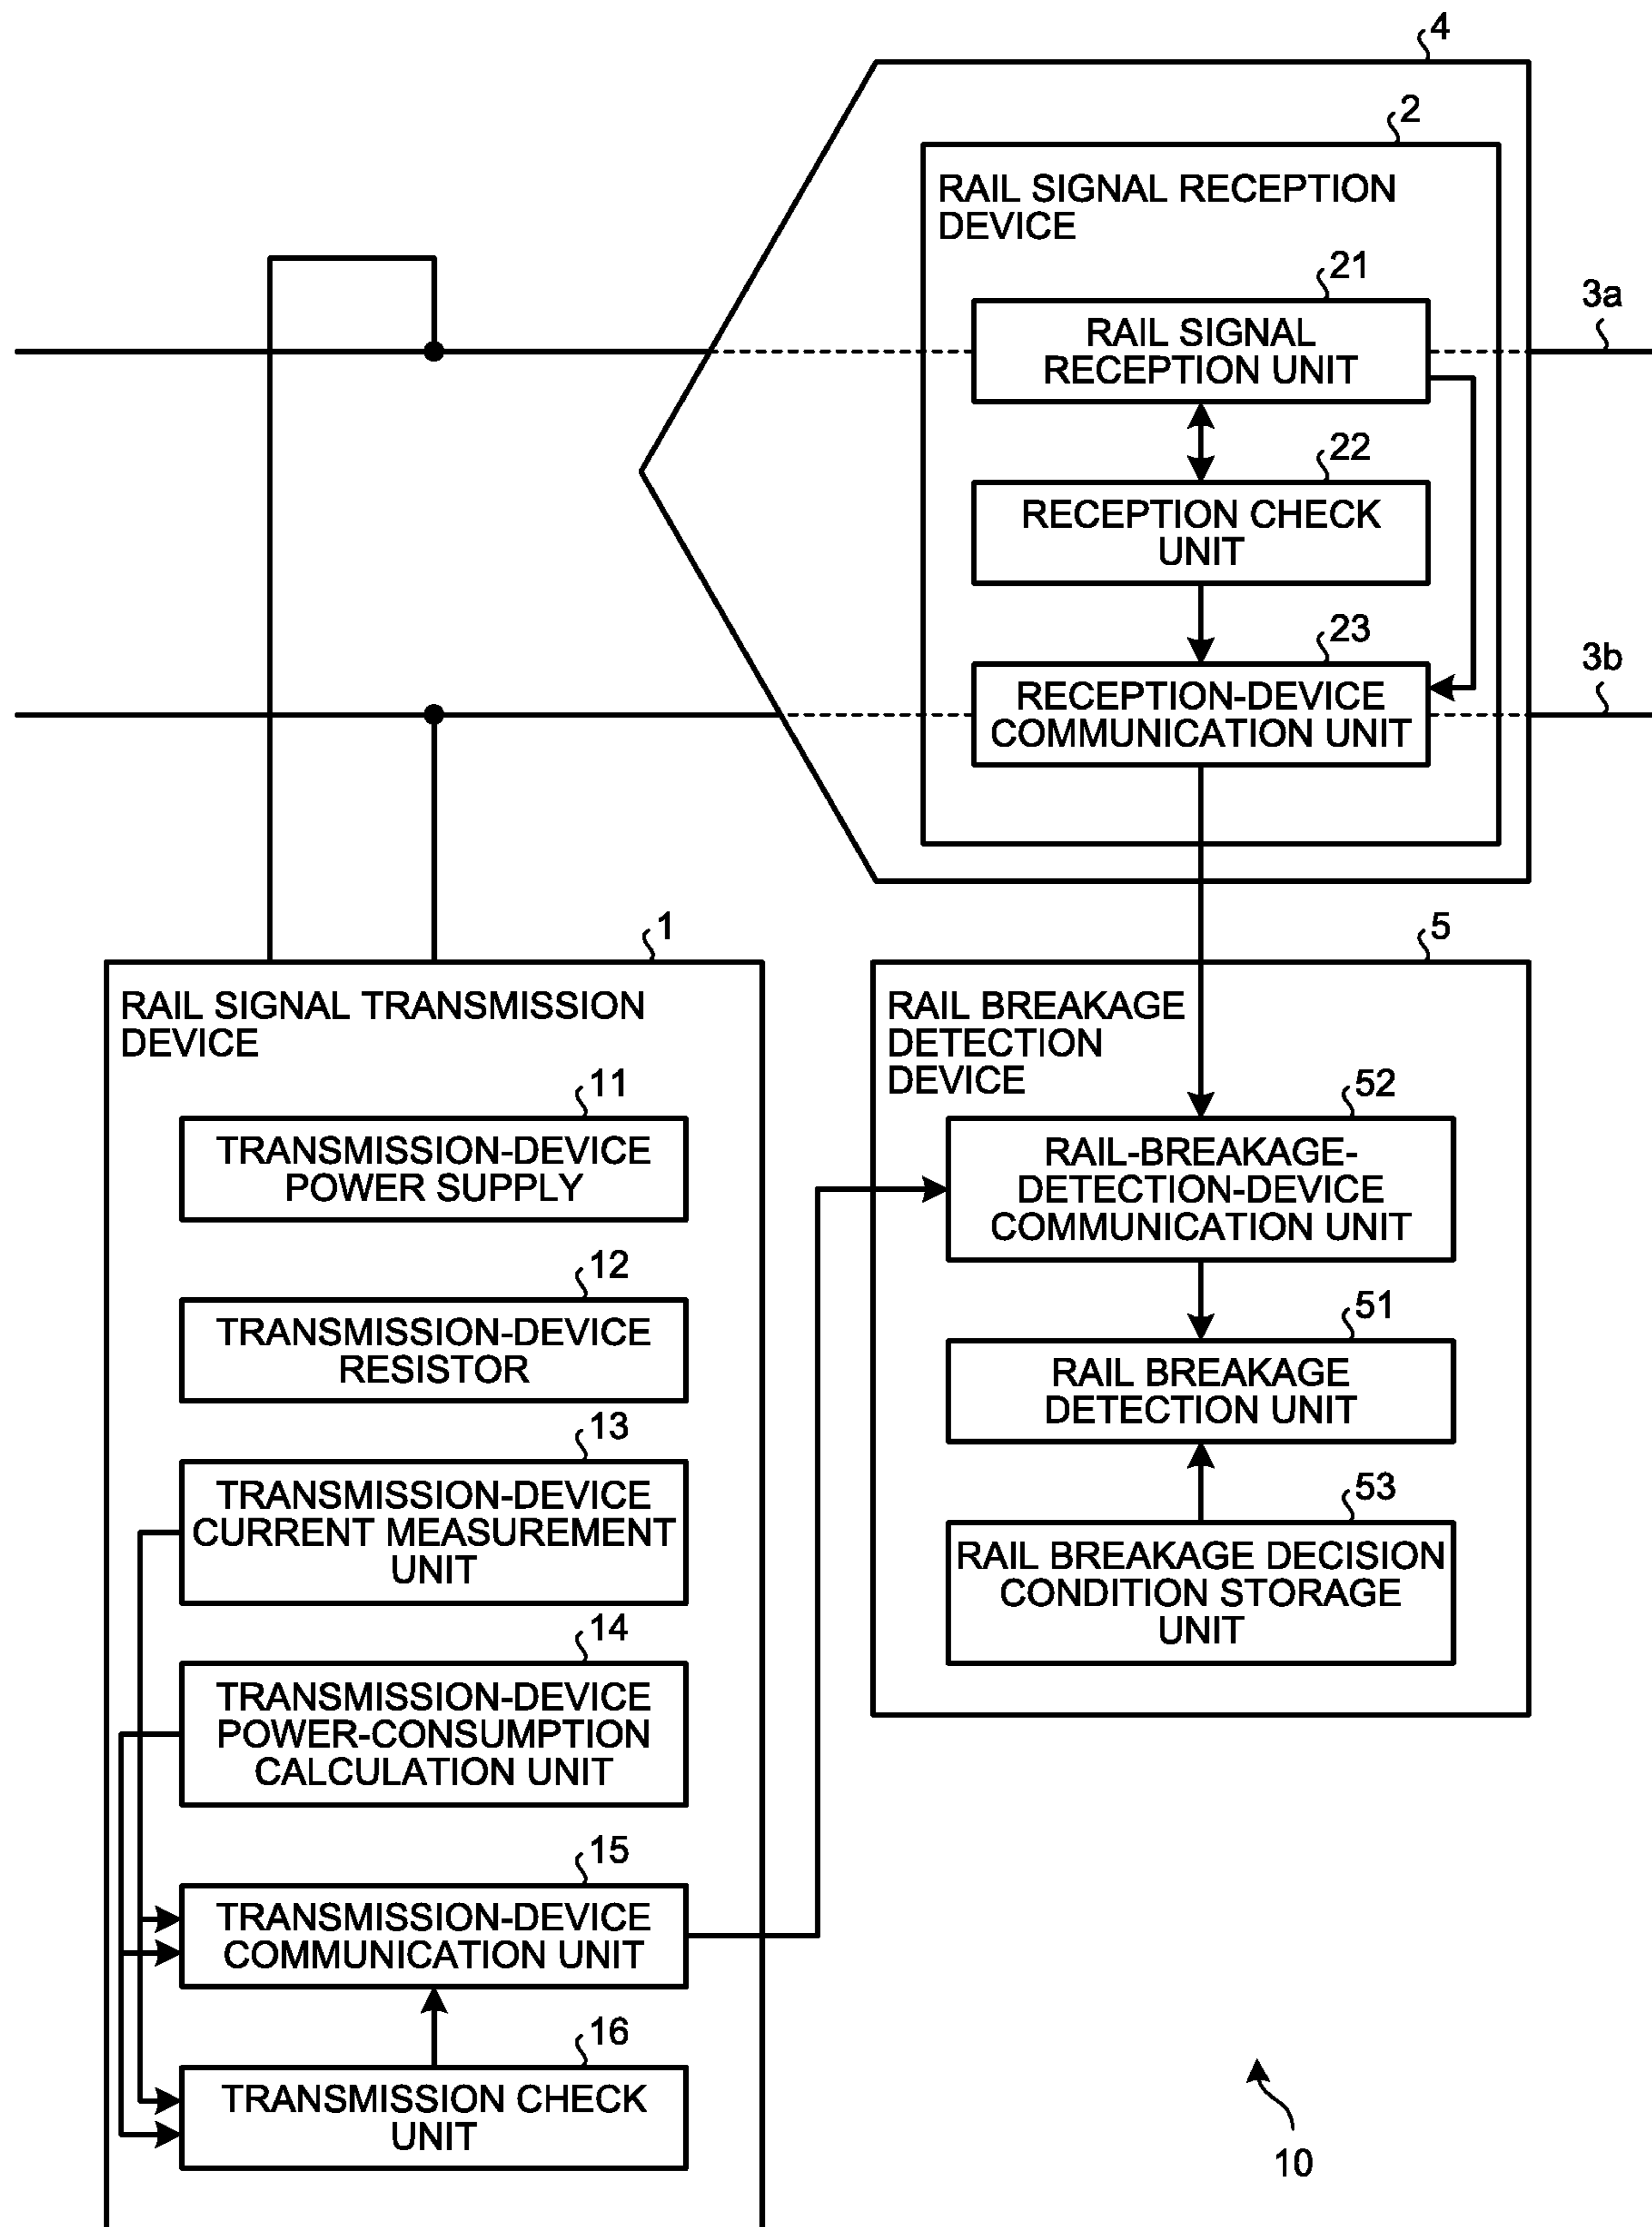 4
2
RAIL SIGNAL RECEPTION
DEVICE
21
RAIL SIGNAL
RECEPTION UNIT
3a
22
RECEPTION CHECK
UNIT
23
RECEPTION-DEVICE
COMMUNICATION UNIT
3b
1
RAIL SIGNAL TRANSMISSION
DEVICE
11
TRANSMISSION-DEVICE
POWER SUPPLY
12
TRANSMISSION-DEVICE
RESISTOR
13
TRANSMISSION-DEVICE
CURRENT MEASUREMENT
UNIT
14
TRANSMISSION-DEVICE
POWER-CONSUMPTION
CALCULATION UNIT
15
TRANSMISSION-DEVICE
COMMUNICATION UNIT
16
TRANSMISSION CHECK
UNIT
5
RAIL BREAKAGE
DETECTION
DEVICE
52
RAIL-BREAKAGE-
DETECTION-DEVICE
COMMUNICATION UNIT
51
RAIL BREAKAGE
DETECTION UNIT
53
RAIL BREAKAGE DECISION
CONDITION STORAGE
UNIT
10